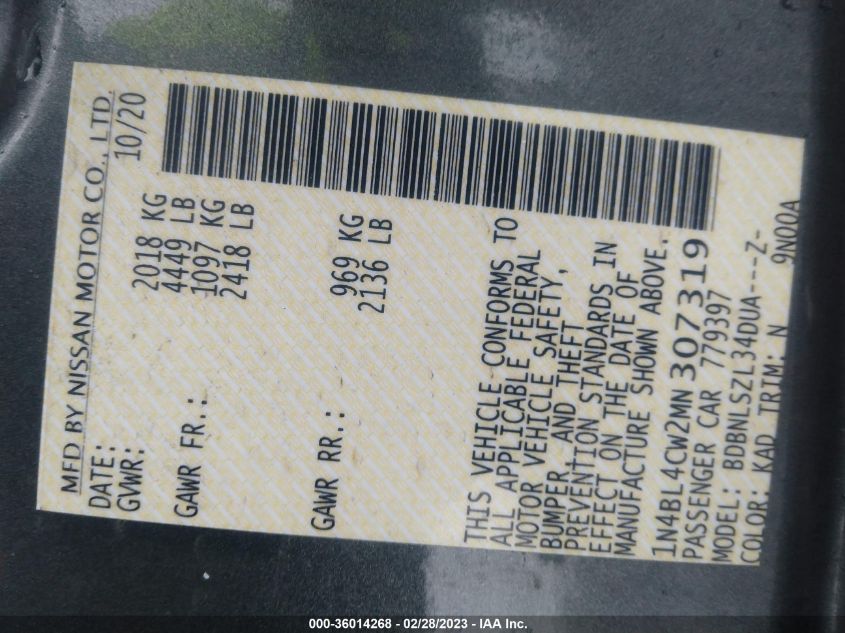 MFD BY NISSAN MOTOR CO., LTD.
DATE: 10/20
GVWR: 2018 KG
4449 LB
GAWR FR.: 1097 KG
2418 LB
GAWR RR.: 969 KG
2136 LB
THIS VEHICLE CONFORMS TO
ALL APPLICABLE FEDERAL
MOTOR VEHICLE SAFETY,
BUMPER, AND THEFT
PREVENTION STANDARDS IN
EFFECT ON THE DATE OF
MANUFACTURE SHOWN ABOVE.
1N4BL4CW2MN307319
PASSENGER CAR 779397
MODEL: BDBNLSZL34DUA---Z-
COLOR: KAD TRIM: N 9N00A
000-36014268 - 02/28/2023 - IAA Inc.